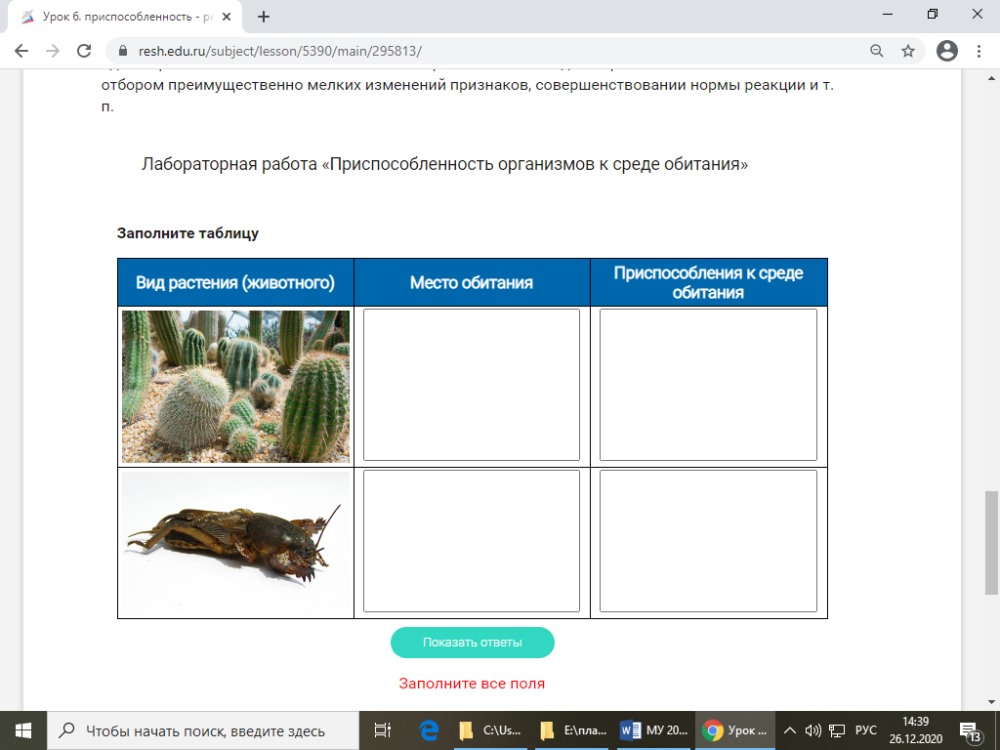 Урок 6. приспособленность - ре
resh.edu.ru/subject/lesson/5390/main/295813/
отбором преимущественно мелких изменений признаков, совершенствовании нормы реакции и т.
п.
Лабораторная работа «Приспособленность организмов к среде обитания»
Заполните таблицу
Вид растения (животного)
Место обитания
Приспособления к среде
обитания
Показать ответы
Заполните все поля
Чтобы начать поиск, введите здесь
C:\Us...
E:\пла...
МУ 20...
Урок ...
РУС
14:39
26.12.2020
13